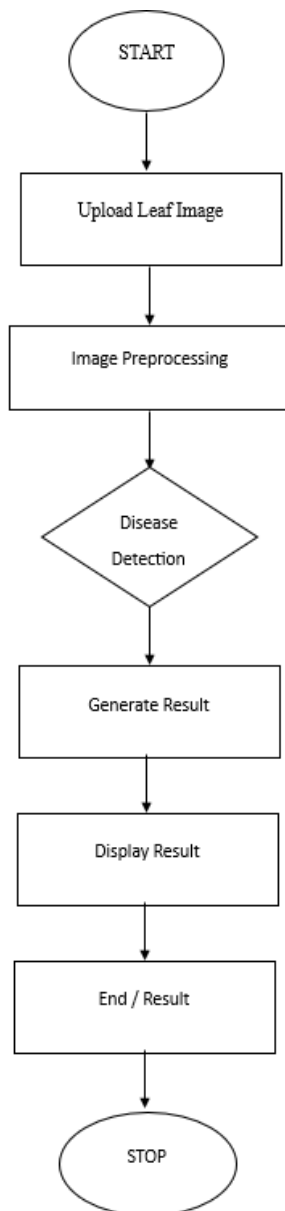 START
Upload Leaf Image
Image Preprocessing
Disease
Detection
Generate Result
Display Result
End / Result
STOP